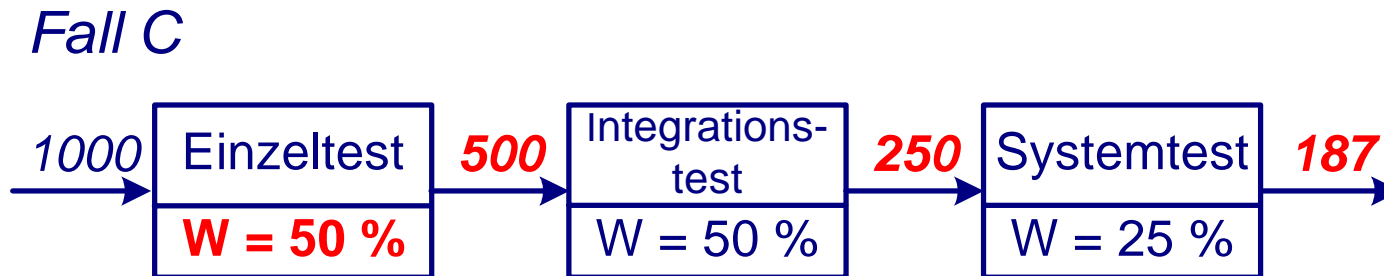 Fall C
1000 Einzeltest 500 Integrations-
test 250 Systemtest 187
W = 50 % W = 50 % W = 25 %